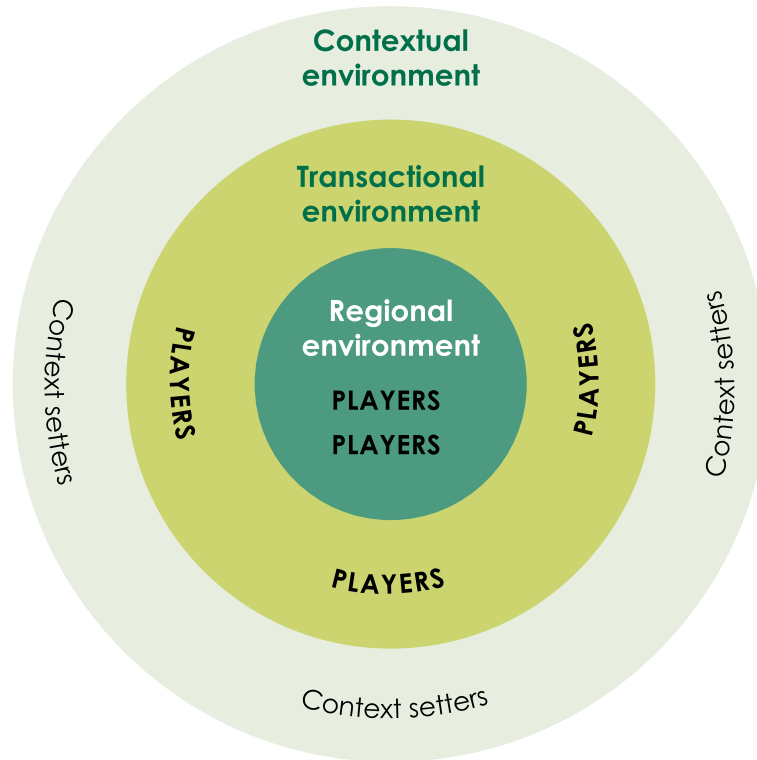 Contextual
environment
Transactional
environment
Regional
environment
PLAYERS
PLAYERS
PLAYERS
PLAYERS
PLAYERS
Context setters
Context setters
Context setters